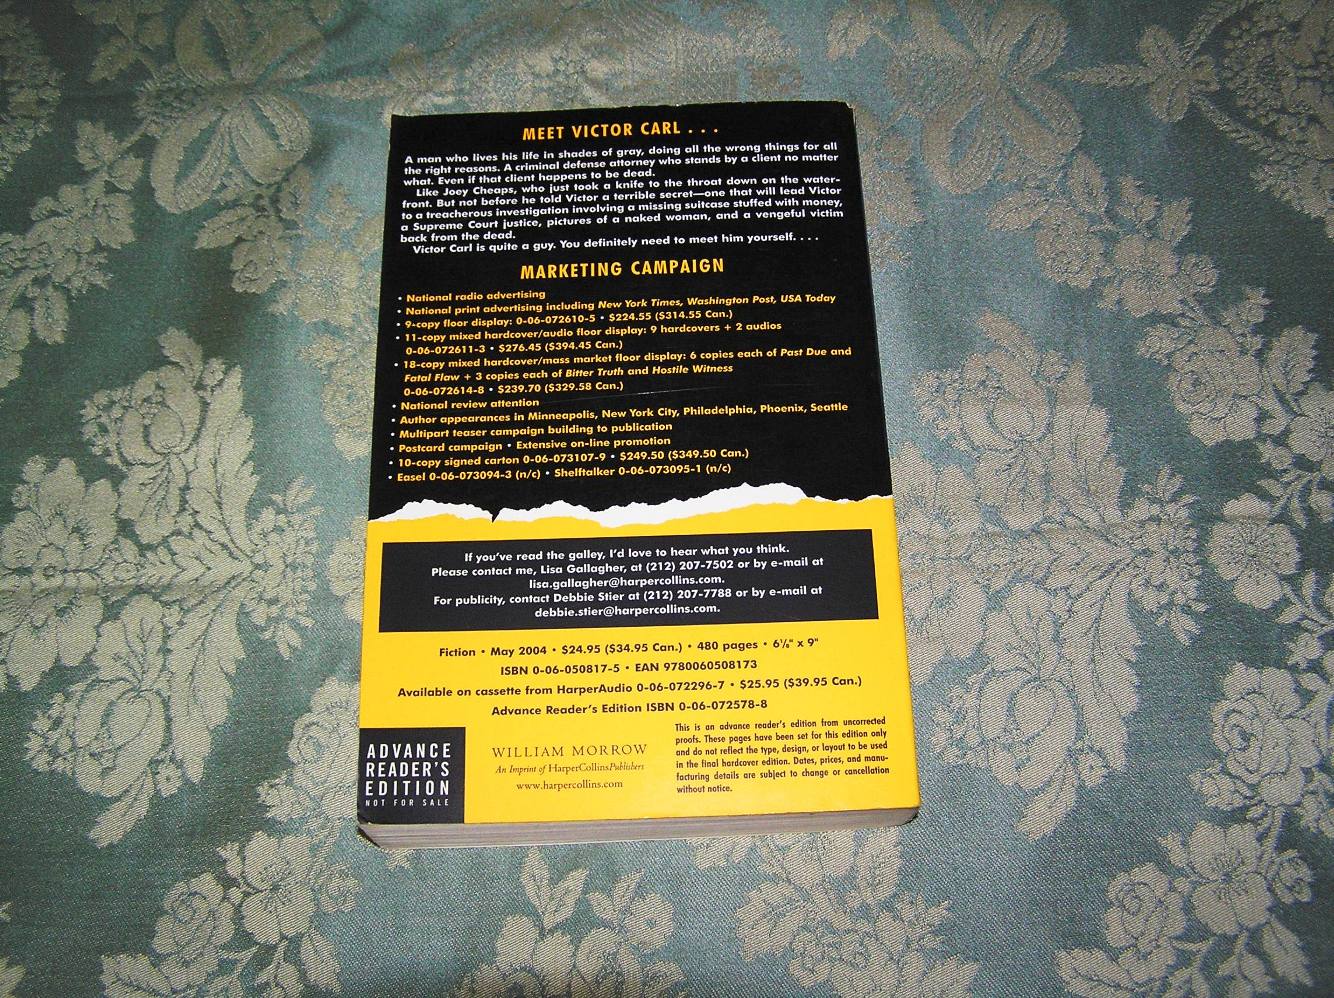 MEET VICTOR CARL . . .
A man who lives his life in shades of gray, doing all the wrong things for all
the right reasons. A criminal defense attorney who stands by a client no matter
what. Even if that client happens to be dead.
Like Joey Cheaps, who just took a knife to the throat down on the water-
front. But not before he told Victor a terrible secret—one that will lead Victor
to a treacherous investigation involving a missing suitcase stuffed with money,
a Supreme Court justice, pictures of a naked woman, and a vengeful victim
back from the dead.
Victor Carl is quite a guy. You definitely need to meet him yourself. . . .
MARKETING CAMPAIGN
• National radio advertising
• National print advertising including New York Times, Washington Post, USA Today
• 9-copy floor display: 0-06-072610-5 • $224.55 ($314.55 Can.)
• 11-copy mixed hardcover/audio floor display: 9 hardcovers + 2 audios
0-06-072611-3 • $276.45 ($394.45 Can.)
• 18-copy mixed hardcover/mass market floor display: 6 copies each of Past Due and
Fatal Flaw + 3 copies each of Bitter Truth and Hostile Witness
0-06-072614-8 • $239.70 ($329.58 Can.)
• National review attention
• Author appearances in Minneapolis, New York City, Philadelphia, Phoenix, Seattle
• Multipart teaser campaign building to publication
• Postcard campaign • Extensive on-line promotion
• 10-copy signed carton 0-06-073107-9 • $249.50 ($349.50 Can.)
• Easel 0-06-073094-3 (n/c) • Shelftalker 0-06-073095-1 (n/c)
If you've read the galley, I'd love to hear what you think.
Please contact me, Lisa Gallagher, at (212) 207-7502 or by e-mail at
lisa.gallagher@harpercollins.com.
For publicity, contact Debbie Stier at (212) 207-7788 or by e-mail at
debbie.stier@harpercollins.com.
Fiction • May 2004 • $24.95 ($34.95 Can.) • 480 pages • 6⅛" x 9"
ISBN 0-06-050817-5 • EAN 9780060508173
Available on cassette from HarperAudio 0-06-072296-7 • $25.95 ($39.95 Can.)
Advance Reader's Edition ISBN 0-06-072578-8
ADVANCE
READER'S
EDITION
NOT FOR SALE
WILLIAM MORROW
An Imprint of HarperCollinsPublishers
www.harpercollins.com
This is an advance reader's edition from uncorrected
proofs. These pages have been set for this edition only
and do not reflect the type, design, or layout to be used
in the final hardcover edition. Dates, prices, and manu-
facturing details are subject to change or cancellation
without notice.